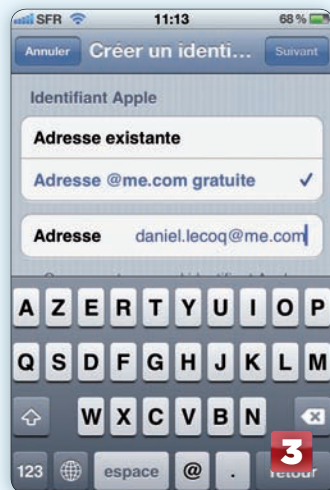 SFR 11:13 68 %
Annuler Créer un identi... Suivant
Identifiant Apple
Adresse existante
Adresse @me.com gratuite ✓
Adresse daniel.lecoq@me.com
A Z E R T Y U I O P
Q S D F G H J K L M
W X C V B N
123 espace @ . retour
3